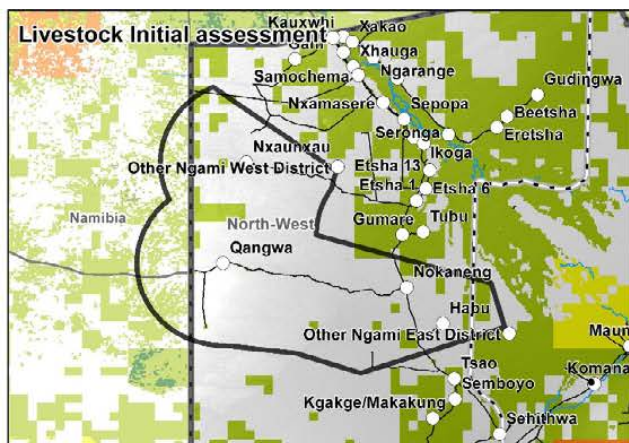 Kauxwhi
Xakao
Livestock Initial assessment
Xhauga
Samochema
Ngarange
Gudingwa
Nxamasere
Sepopa
Beetsha
Seronga
Eretsha
Nxaunxau
Ikoga
Other Ngami West District
Etsha 13
Etsha 1
Etsha 6
Namibia
North-West
Gumare
Tubu
Qangwa
Nokaneng
Habu
Other Ngami East District
Maun
Tsao
Komana
Semboyo
Kgakge/Makakung
Sehithwa